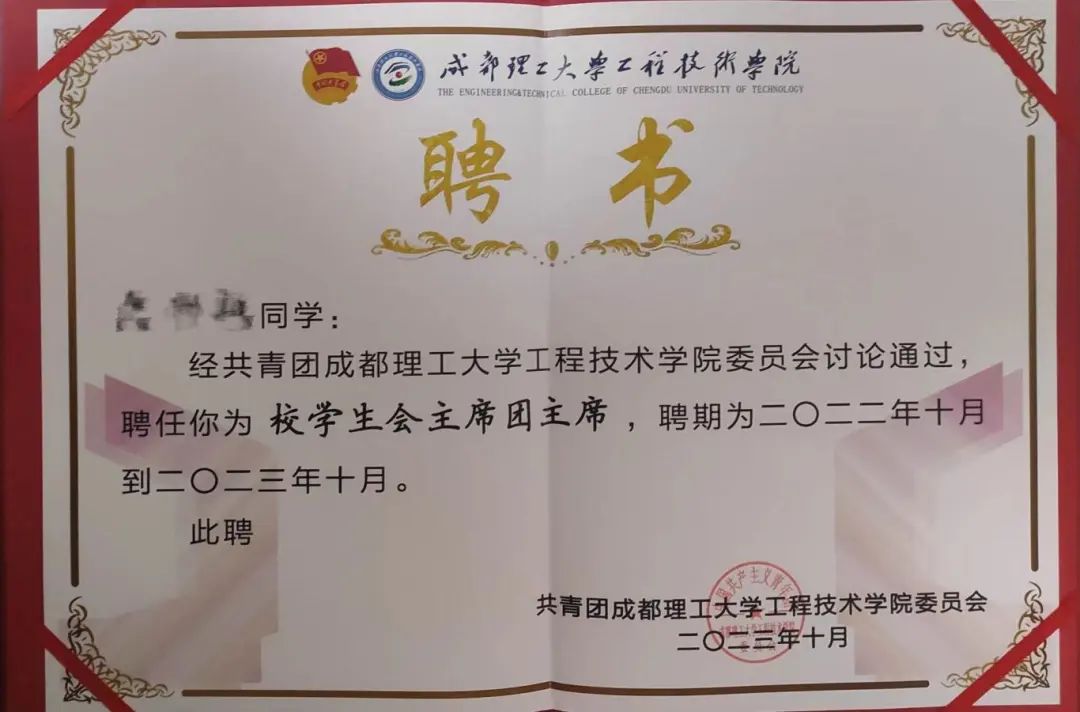 成都理工大学工程技術学院
THE ENGINEERING&TECHNICAL COLLEGE OF CHENGDU UNIVERSITY OF TECHNOLOGY
聘书
同学：
经共青团成都理工大学工程技术学院委员会讨论通过，
聘任你为 校学生会主席团主席 ，聘期为二〇二二年十月
到二〇二三年十月。
此聘
共青团成都理工大学工程技术学院委员会
二〇二三年十月